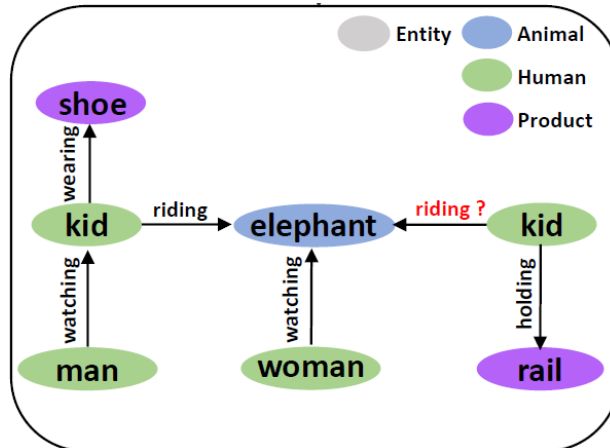 Entity
Animal
Human
Product
shoe
wearing
kid
riding
elephant
riding ?
kid
watching
watching
holding
man
woman
rail